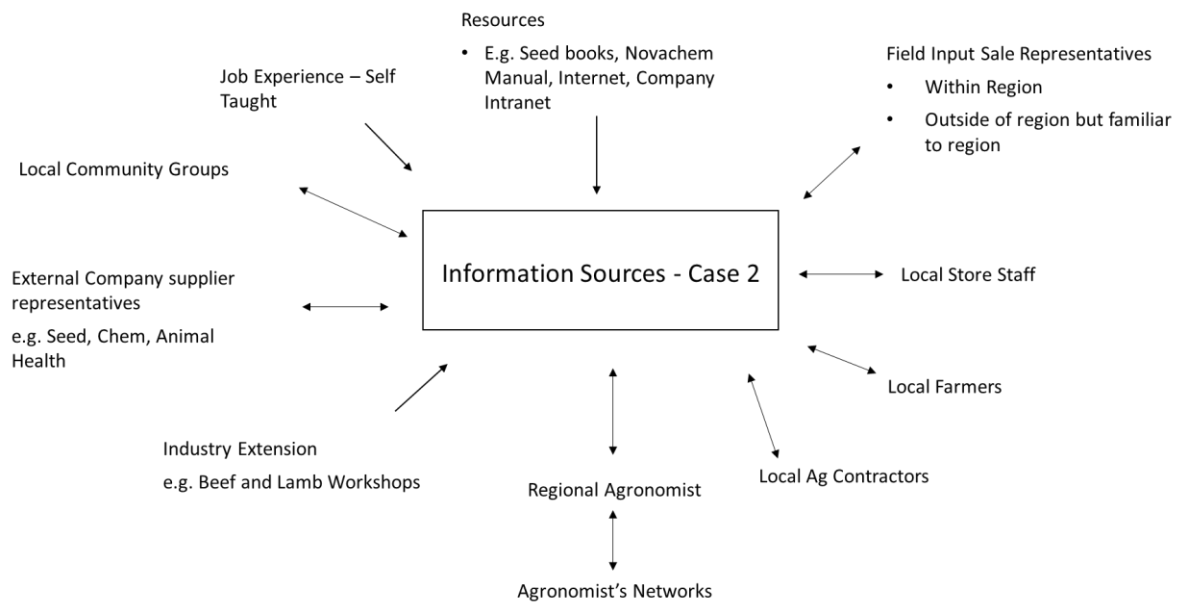 Resources
• E.g. Seed books, Novachem
Manual, Internet, Company
Intranet
Field Input Sale Representatives
• Within Region
• Outside of region but familiar
to region
Job Experience – Self
Taught
Local Community Groups
Information Sources - Case 2
External Company supplier
representatives
e.g. Seed, Chem, Animal
Health
Local Store Staff
Local Farmers
Industry Extension
e.g. Beef and Lamb Workshops
Local Ag Contractors
Regional Agronomist
Agronomist's Networks